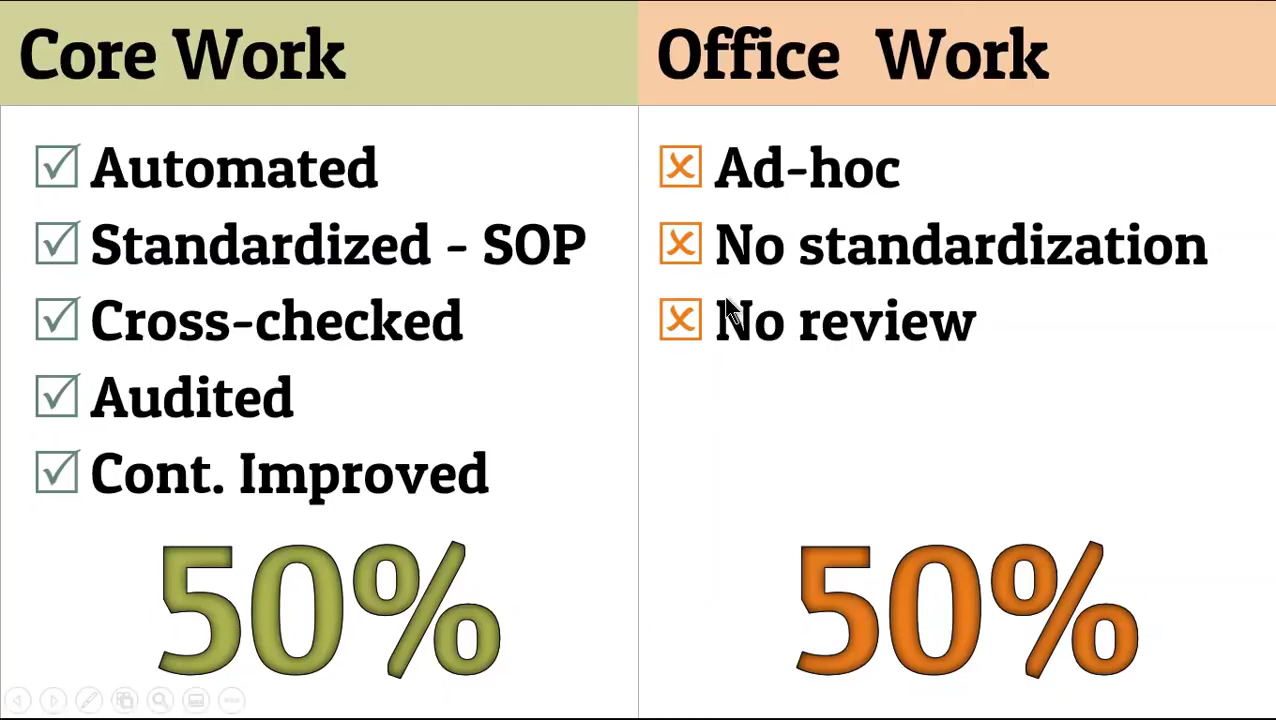 Core Work
Automated
Standardized - SOP
Cross-checked
Audited
Cont. Improved
50%
Office Work
Ad-hoc
No standardization
No review
50%